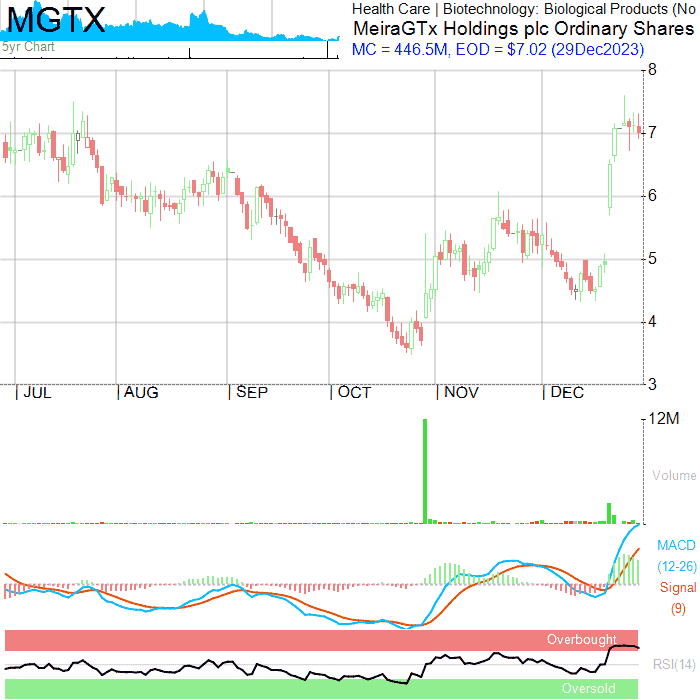 MGTX
5yr Chart
Health Care | Biotechnology: Biological Products (No
MeiraGTx Holdings plc Ordinary Shares
MC = 446.5M, EOD = $7.02 (29Dec2023)
8
7
6
5
4
3
| JUL | AUG | SEP | OCT | NOV | DEC
12M
Volume
MACD
(12-26)
Signal
(9)
Overbought
RSI(14)
Oversold